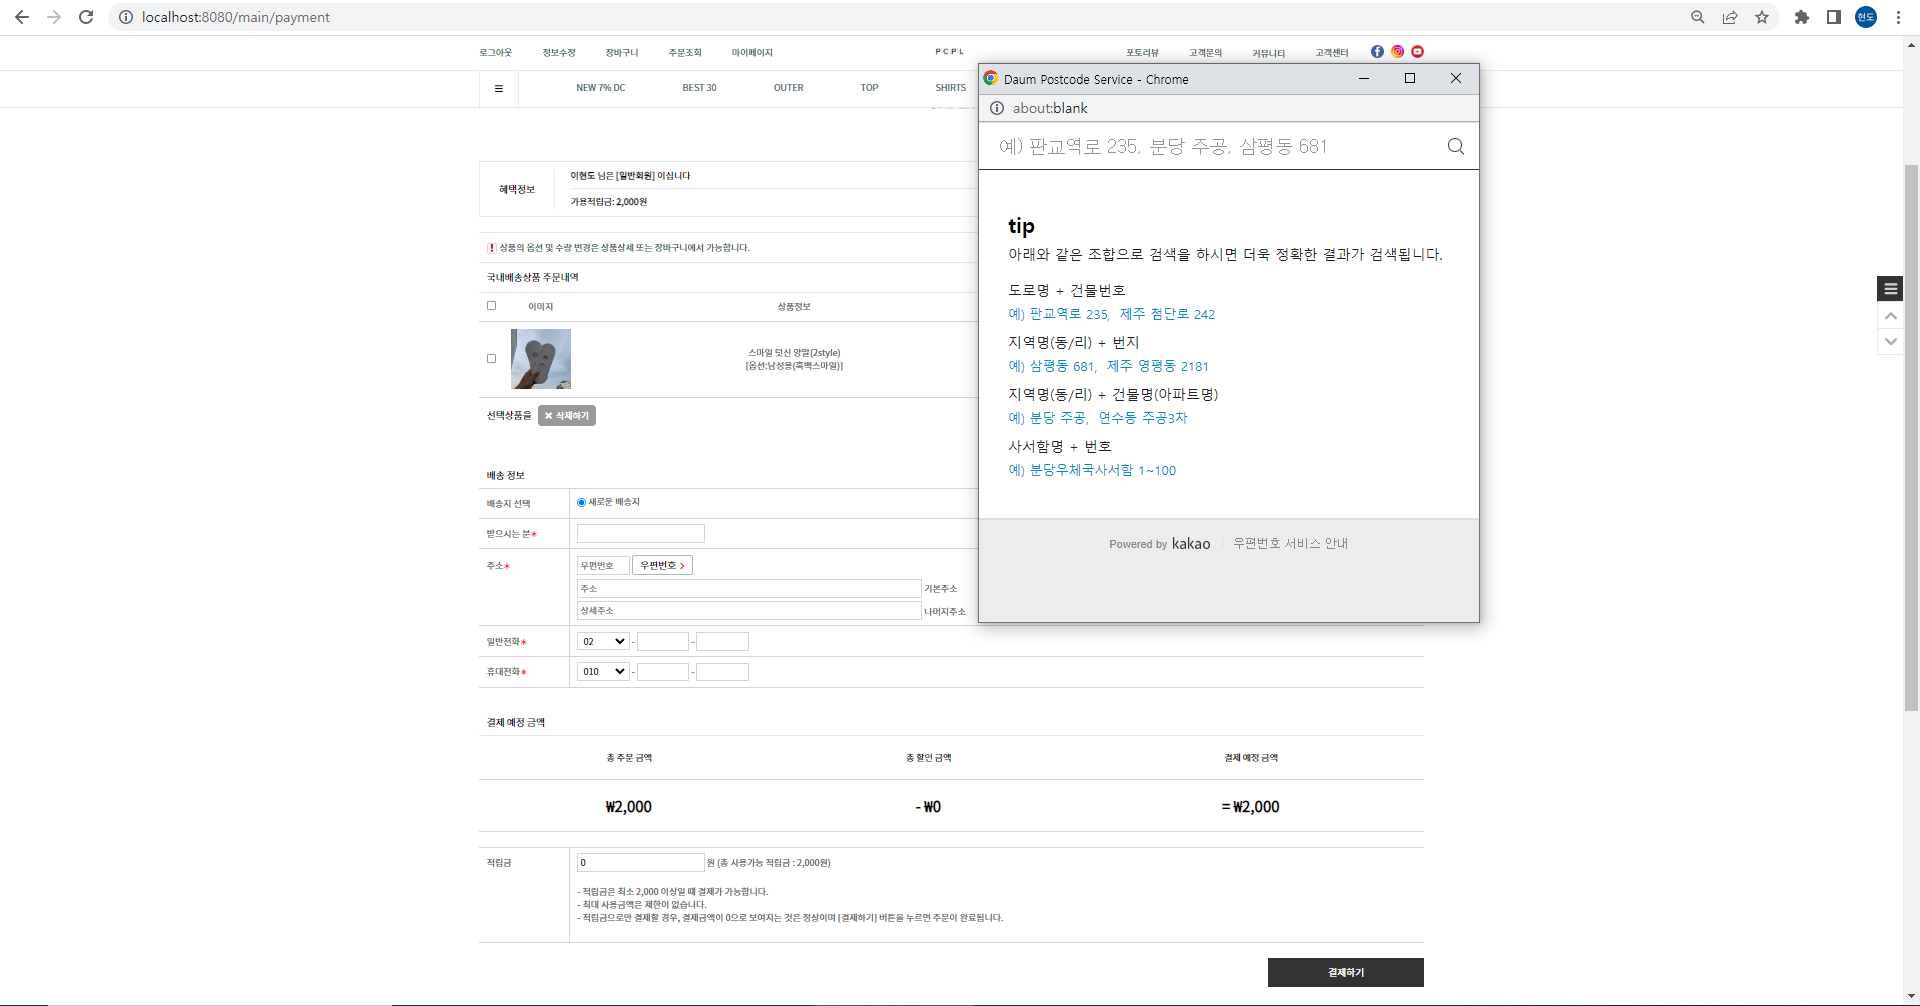 localhost:8080/main/payment
현도
로그아웃 정보수정 장바구니 주문조회 마이페이지 PCPL 포토리뷰 고객문의 커뮤니티 고객센터
NEW 7% DC BEST 30 OUTER TOP SHIRTS
혜택정보
이현도 님은 [일반회원] 이십니다
가용적립금: 2,000원
상품의 옵션 및 수량 변경은 상품상세 또는 장바구니에서 가능합니다.
국내배송상품 주문내역
이미지 상품정보
스마일 덧신 양말(2style)
[옵션:남성용(흑백스마일)]
선택상품을 삭제하기
배송 정보
배송지 선택 새로운 배송지
받으시는 분*
주소* 우편번호 우편번호 >
주소 기본주소
상세주소 나머지주소
일반전화* 02 - -
휴대전화* 010 - -
결제 예정 금액
총 주문 금액 총 할인 금액 결제 예정 금액
₩2,000 - ₩0 = ₩2,000
적립금 0 원 (총 사용가능 적립금 : 2,000원)
- 적립금은 최소 2,000 이상일 때 결제가 가능합니다.
- 최대 사용금액은 제한이 없습니다.
- 적립금으로만 결제할 경우, 결제금액이 0으로 보여지는 것은 정상이며 [결제하기] 버튼을 누르면 주문이 완료됩니다.
결제하기
Daum Postcode Service - Chrome
about:blank
예) 판교역로 235, 분당 주공, 삼평동 681
tip
아래와 같은 조합으로 검색을 하시면 더욱 정확한 결과가 검색됩니다.
도로명 + 건물번호
예) 판교역로 235, 제주 첨단로 242
지역명(동/리) + 번지
예) 삼평동 681, 제주 영평동 2181
지역명(동/리) + 건물명(아파트명)
예) 분당 주공, 연수동 주공3차
사서함명 + 번호
예) 분당우체국사서함 1~100
Powered by kakao 우편번호 서비스 안내